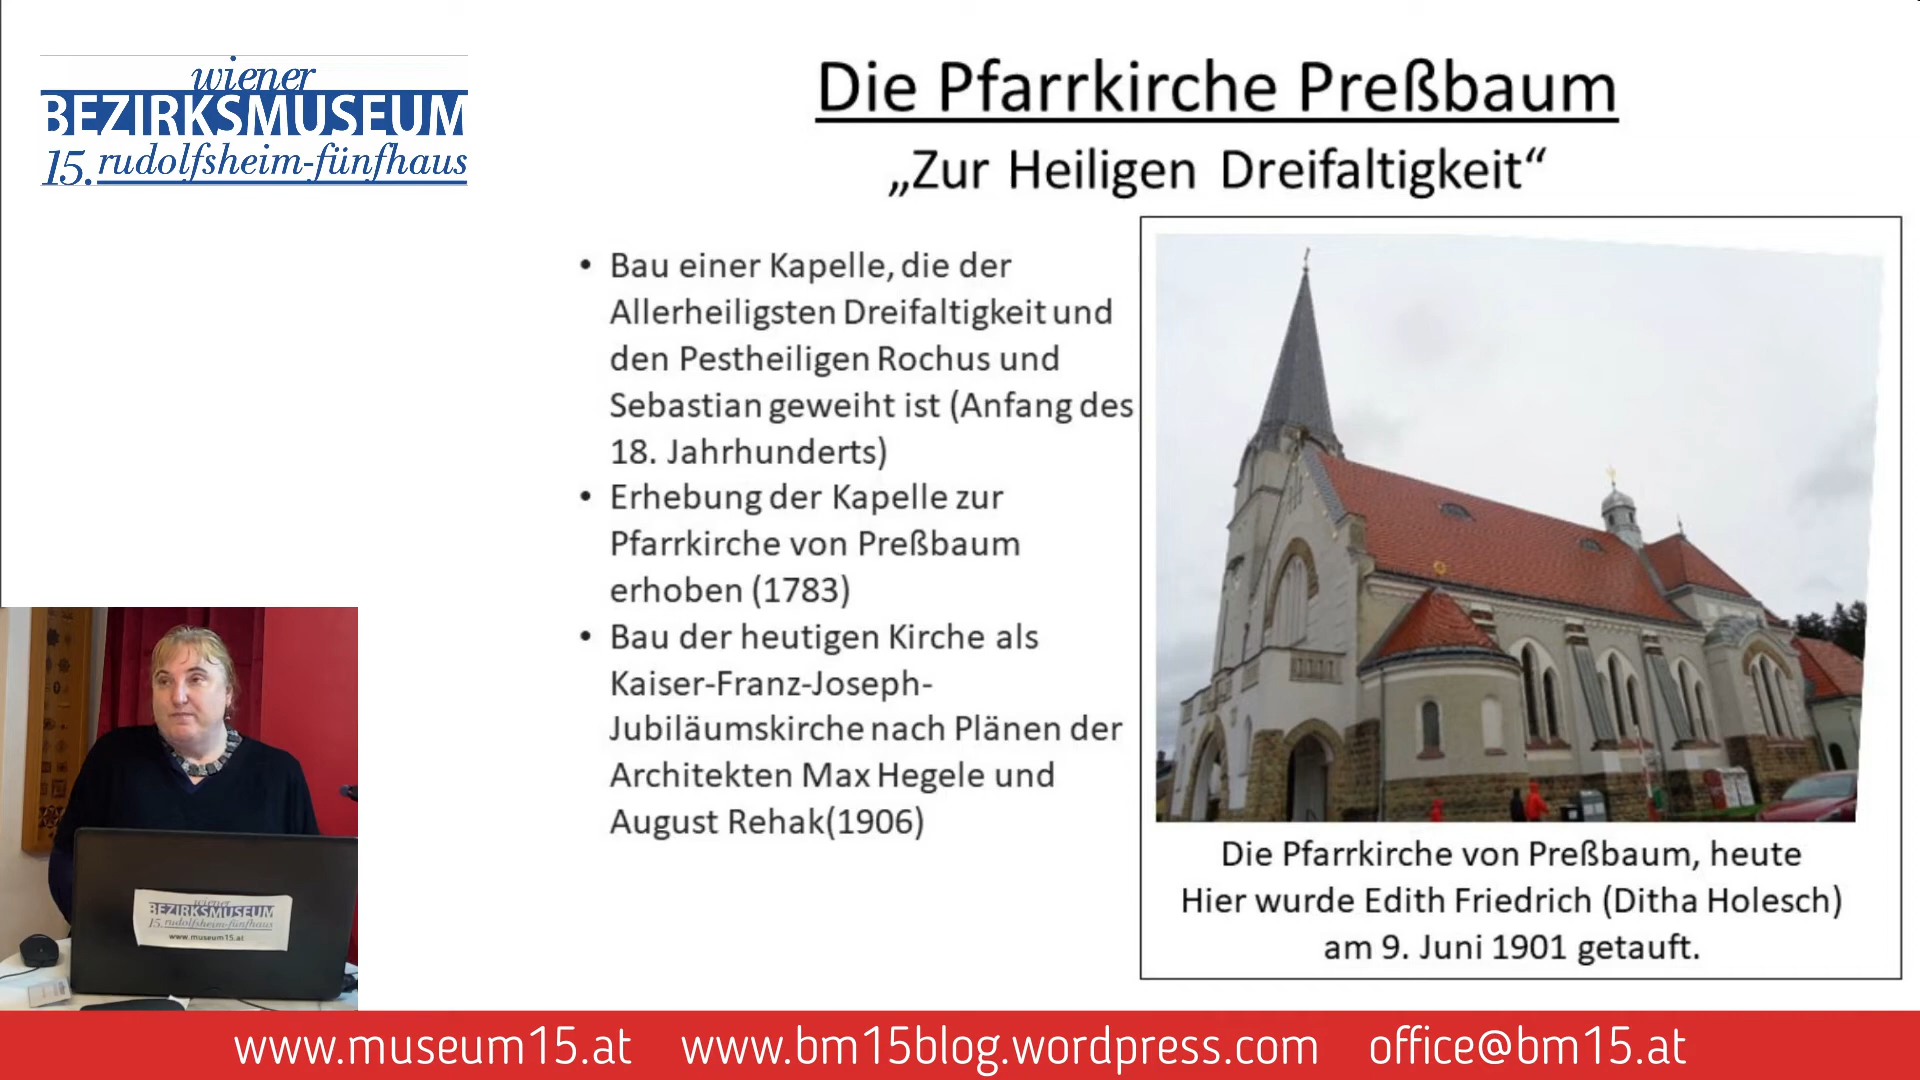 wiener
BEZIRKSMUSEUM
15. rudolfsheim-fünfhaus
Die Pfarrkirche Preßbaum
„Zur Heiligen Dreifaltigkeit“
• Bau einer Kapelle, die der
Allerheiligsten Dreifaltigkeit und
den Pestheiligen Rochus und
Sebastian geweiht ist (Anfang des
18. Jahrhunderts)
• Erhebung der Kapelle zur
Pfarrkirche von Preßbaum
erhoben (1783)
• Bau der heutigen Kirche als
Kaiser-Franz-Joseph-
Jubiläumskirche nach Plänen der
Architekten Max Hegele und
August Rehak(1906)
Die Pfarrkirche von Preßbaum, heute
Hier wurde Edith Friedrich (Ditha Holesch)
am 9. Juni 1901 getauft.
wiener
BEZIRKSMUSEUM
15. rudolfsheim-fünfhaus
www.museum15.at
www.museum15.at www.bm15blog.wordpress.com office@bm15.at